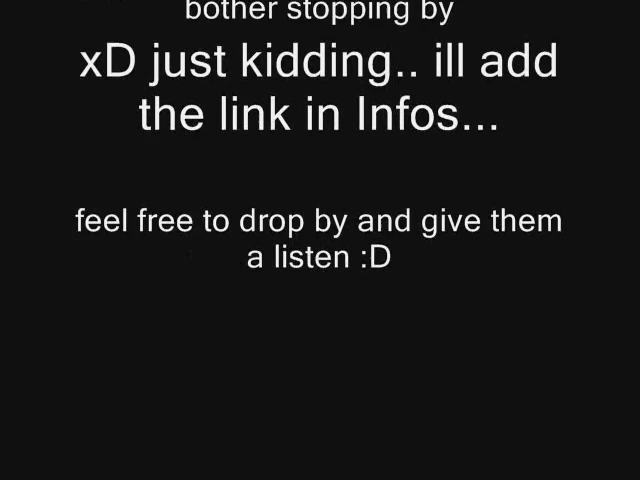 bother stopping by
xD just kidding.. ill add
the link in Infos...
feel free to drop by and give them
a listen :D